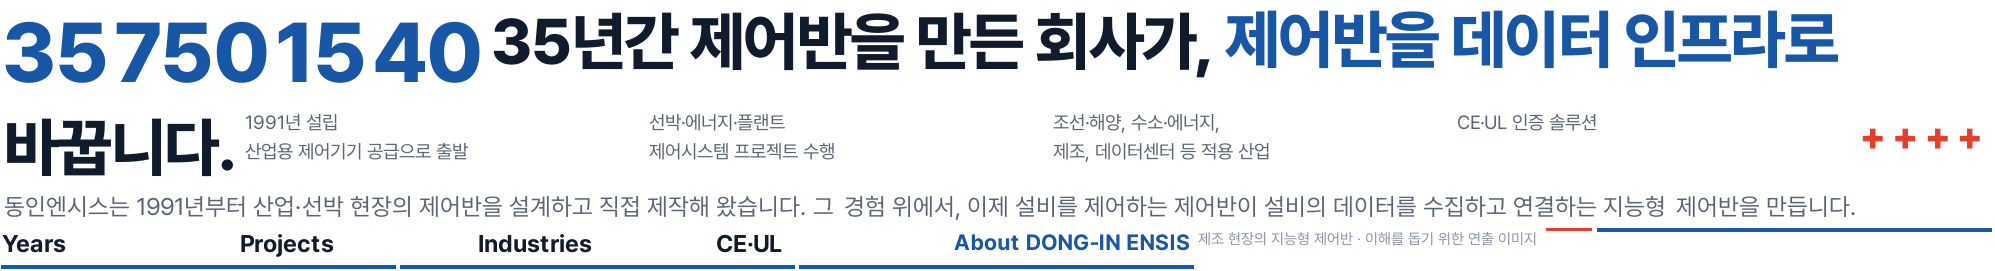 35 750 15 40 35년간 제어반을 만든 회사가, 제어반을 데이터 인프라로
바꿉니다.
1991년 설립
산업용 제어기기 공급으로 출발
선박·에너지·플랜트
제어시스템 프로젝트 수행
조선·해양, 수소·에너지,
제조, 데이터센터 등 적용 산업
CE·UL 인증 솔루션
++++
동인엔시스는 1991년부터 산업·선박 현장의 제어반을 설계하고 직접 제작해 왔습니다. 그 경험 위에서, 이제 설비를 제어하는 제어반이 설비의 데이터를 수집하고 연결하는 지능형 제어반을 만듭니다.
Years Projects Industries CE·UL About DONG-IN ENSIS 제조 현장의 지능형 제어반 · 이해를 돕기 위한 연출 이미지